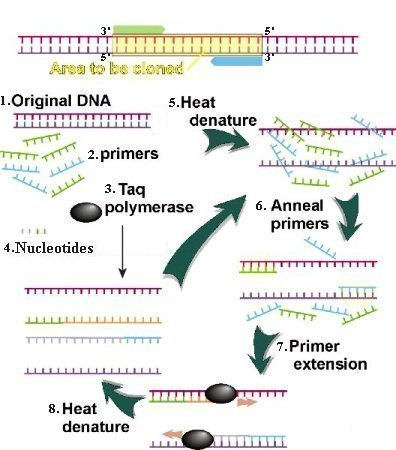 3' 5'
5' 3'
Area to be cloned
1.Original DNA
2.primers
3. Taq
polymerase
4.Nucleotides
5.Heat
denature
6. Anneal
primers
7.Primer
extension
8.Heat
denature